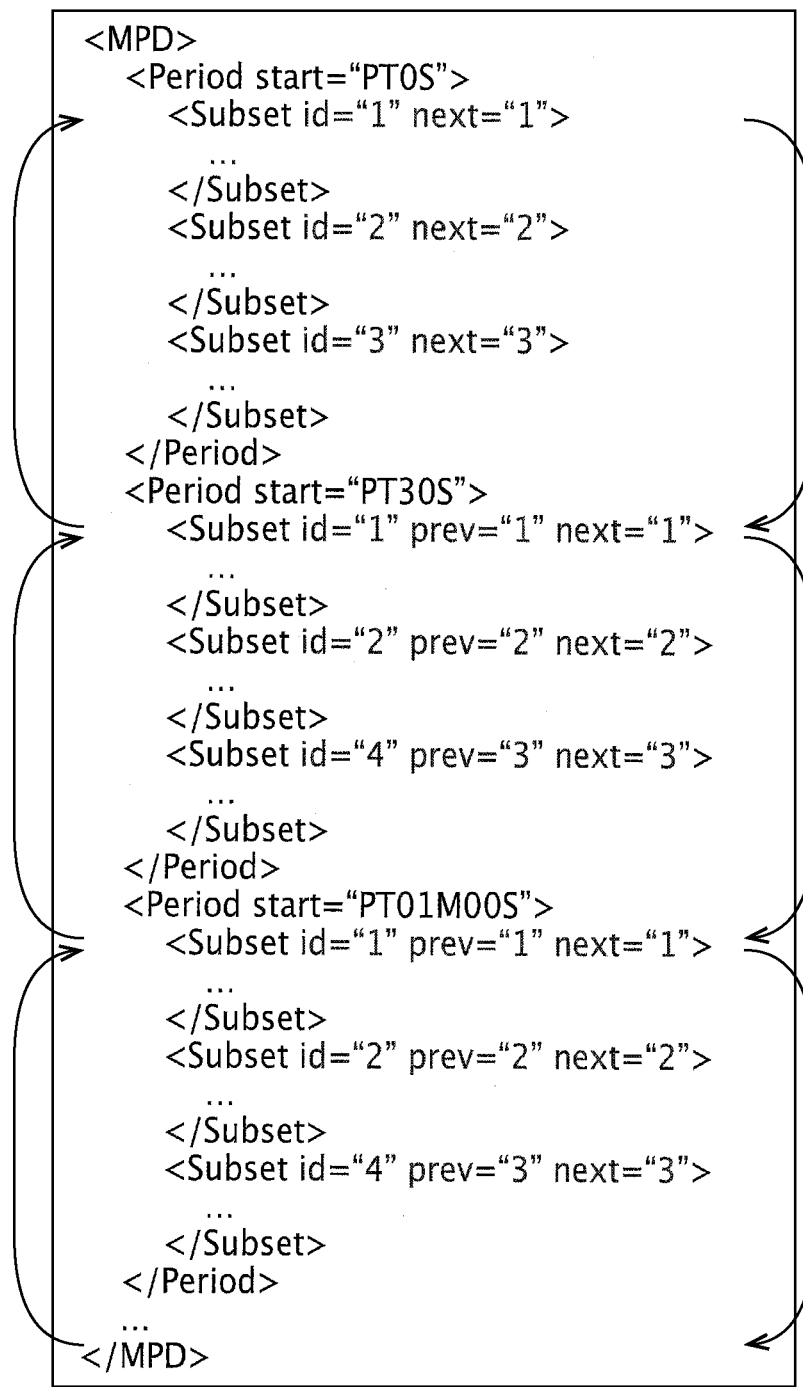 <MPD>
<Period start=“PT0S”>
<Subset id=“1” next=“1”>
...
</Subset>
<Subset id=“2” next=“2”>
...
</Subset>
<Subset id=“3” next=“3”>
...
</Subset>
</Period>
<Period start=“PT30S”>
<Subset id=“1” prev=“1” next=“1”>
...
</Subset>
<Subset id=“2” prev=“2” next=“2”>
...
</Subset>
<Subset id=“4” prev=“3” next=“3”>
...
</Subset>
</Period>
<Period start=“PT01M00S”>
<Subset id=“1” prev=“1” next=“1”>
...
</Subset>
<Subset id=“2” prev=“2” next=“2”>
...
</Subset>
<Subset id=“4” prev=“3” next=“3”>
...
</Subset>
</Period>
...
</MPD>